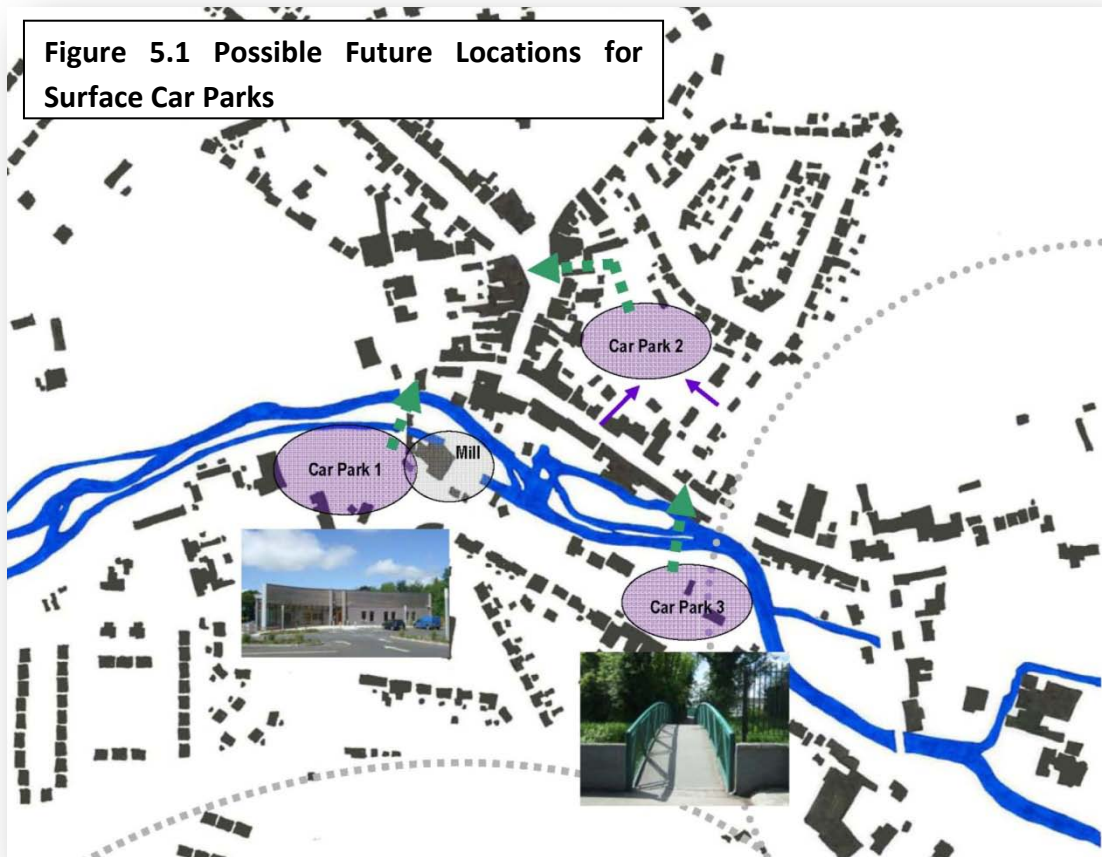 Figure 5.1 Possible Future Locations for
Surface Car Parks
Car Park 2
Mill
Car Park 1
Car Park 3